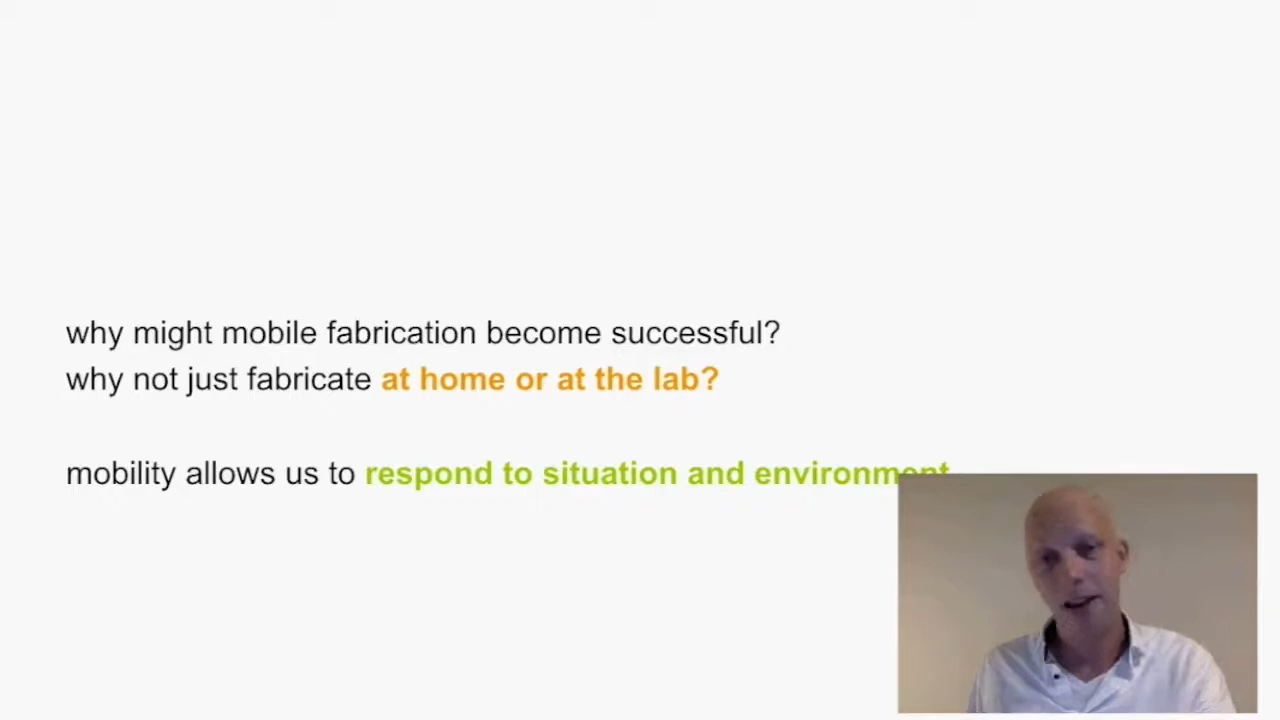 why might mobile fabrication become successful?
why not just fabricate at home or at the lab?
mobility allows us to respond to situation and environment